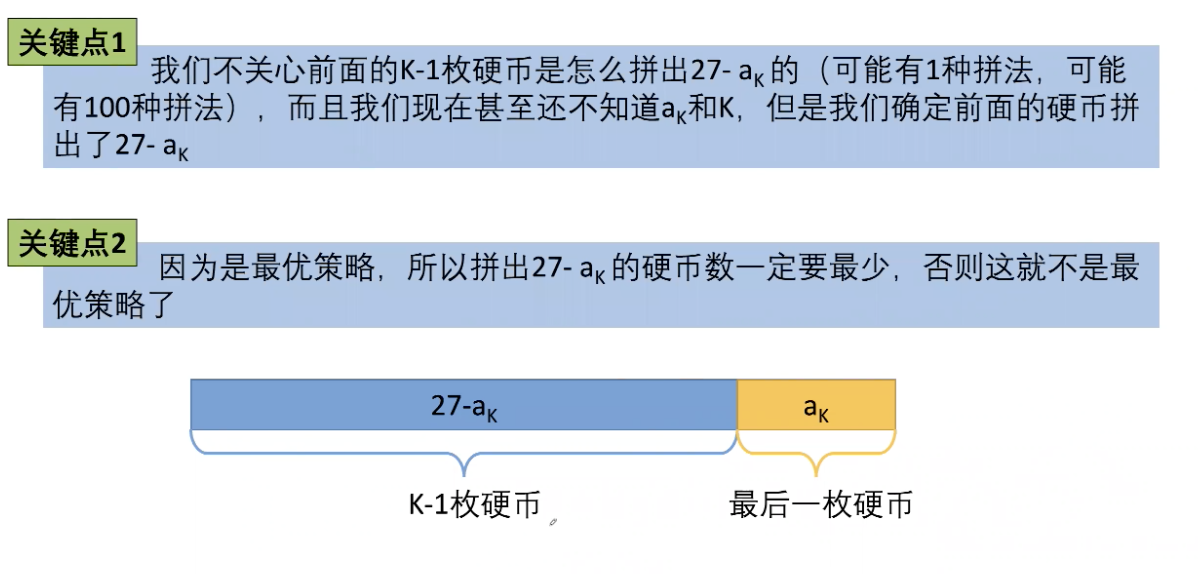 关键点1
我们不关心前面的K-1枚硬币是怎么拼出27- aK 的（可能有1种拼法，可能
有100种拼法），而且我们现在甚至还不知道aK和K，但是我们确定前面的硬币拼
出了27- aK
关键点2
因为是最优策略，所以拼出27- aK 的硬币数一定要最少，否则这就不是最
优策略了
27-aK
aK
K-1枚硬币
最后一枚硬币